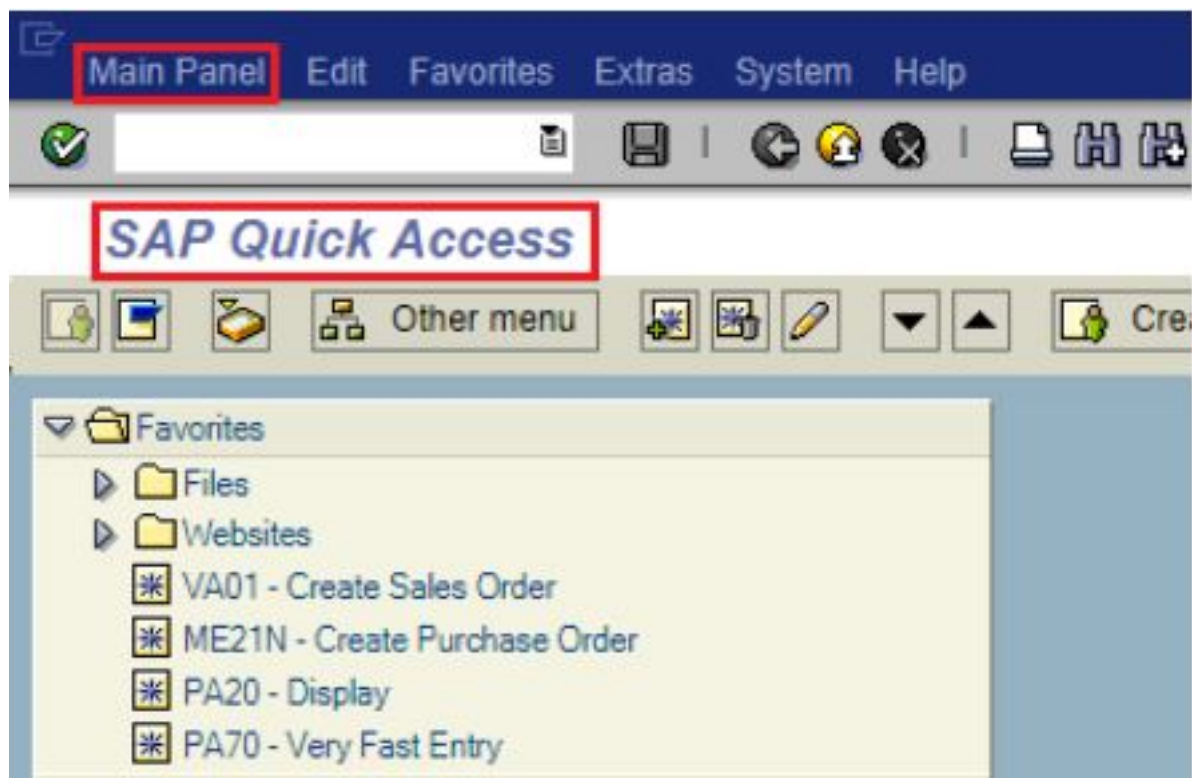 Main Panel Edit Favorites Extras System Help
SAP Quick Access
Other menu Cre
Favorites
Files
Websites
VA01 - Create Sales Order
ME21N - Create Purchase Order
PA20 - Display
PA70 - Very Fast Entry